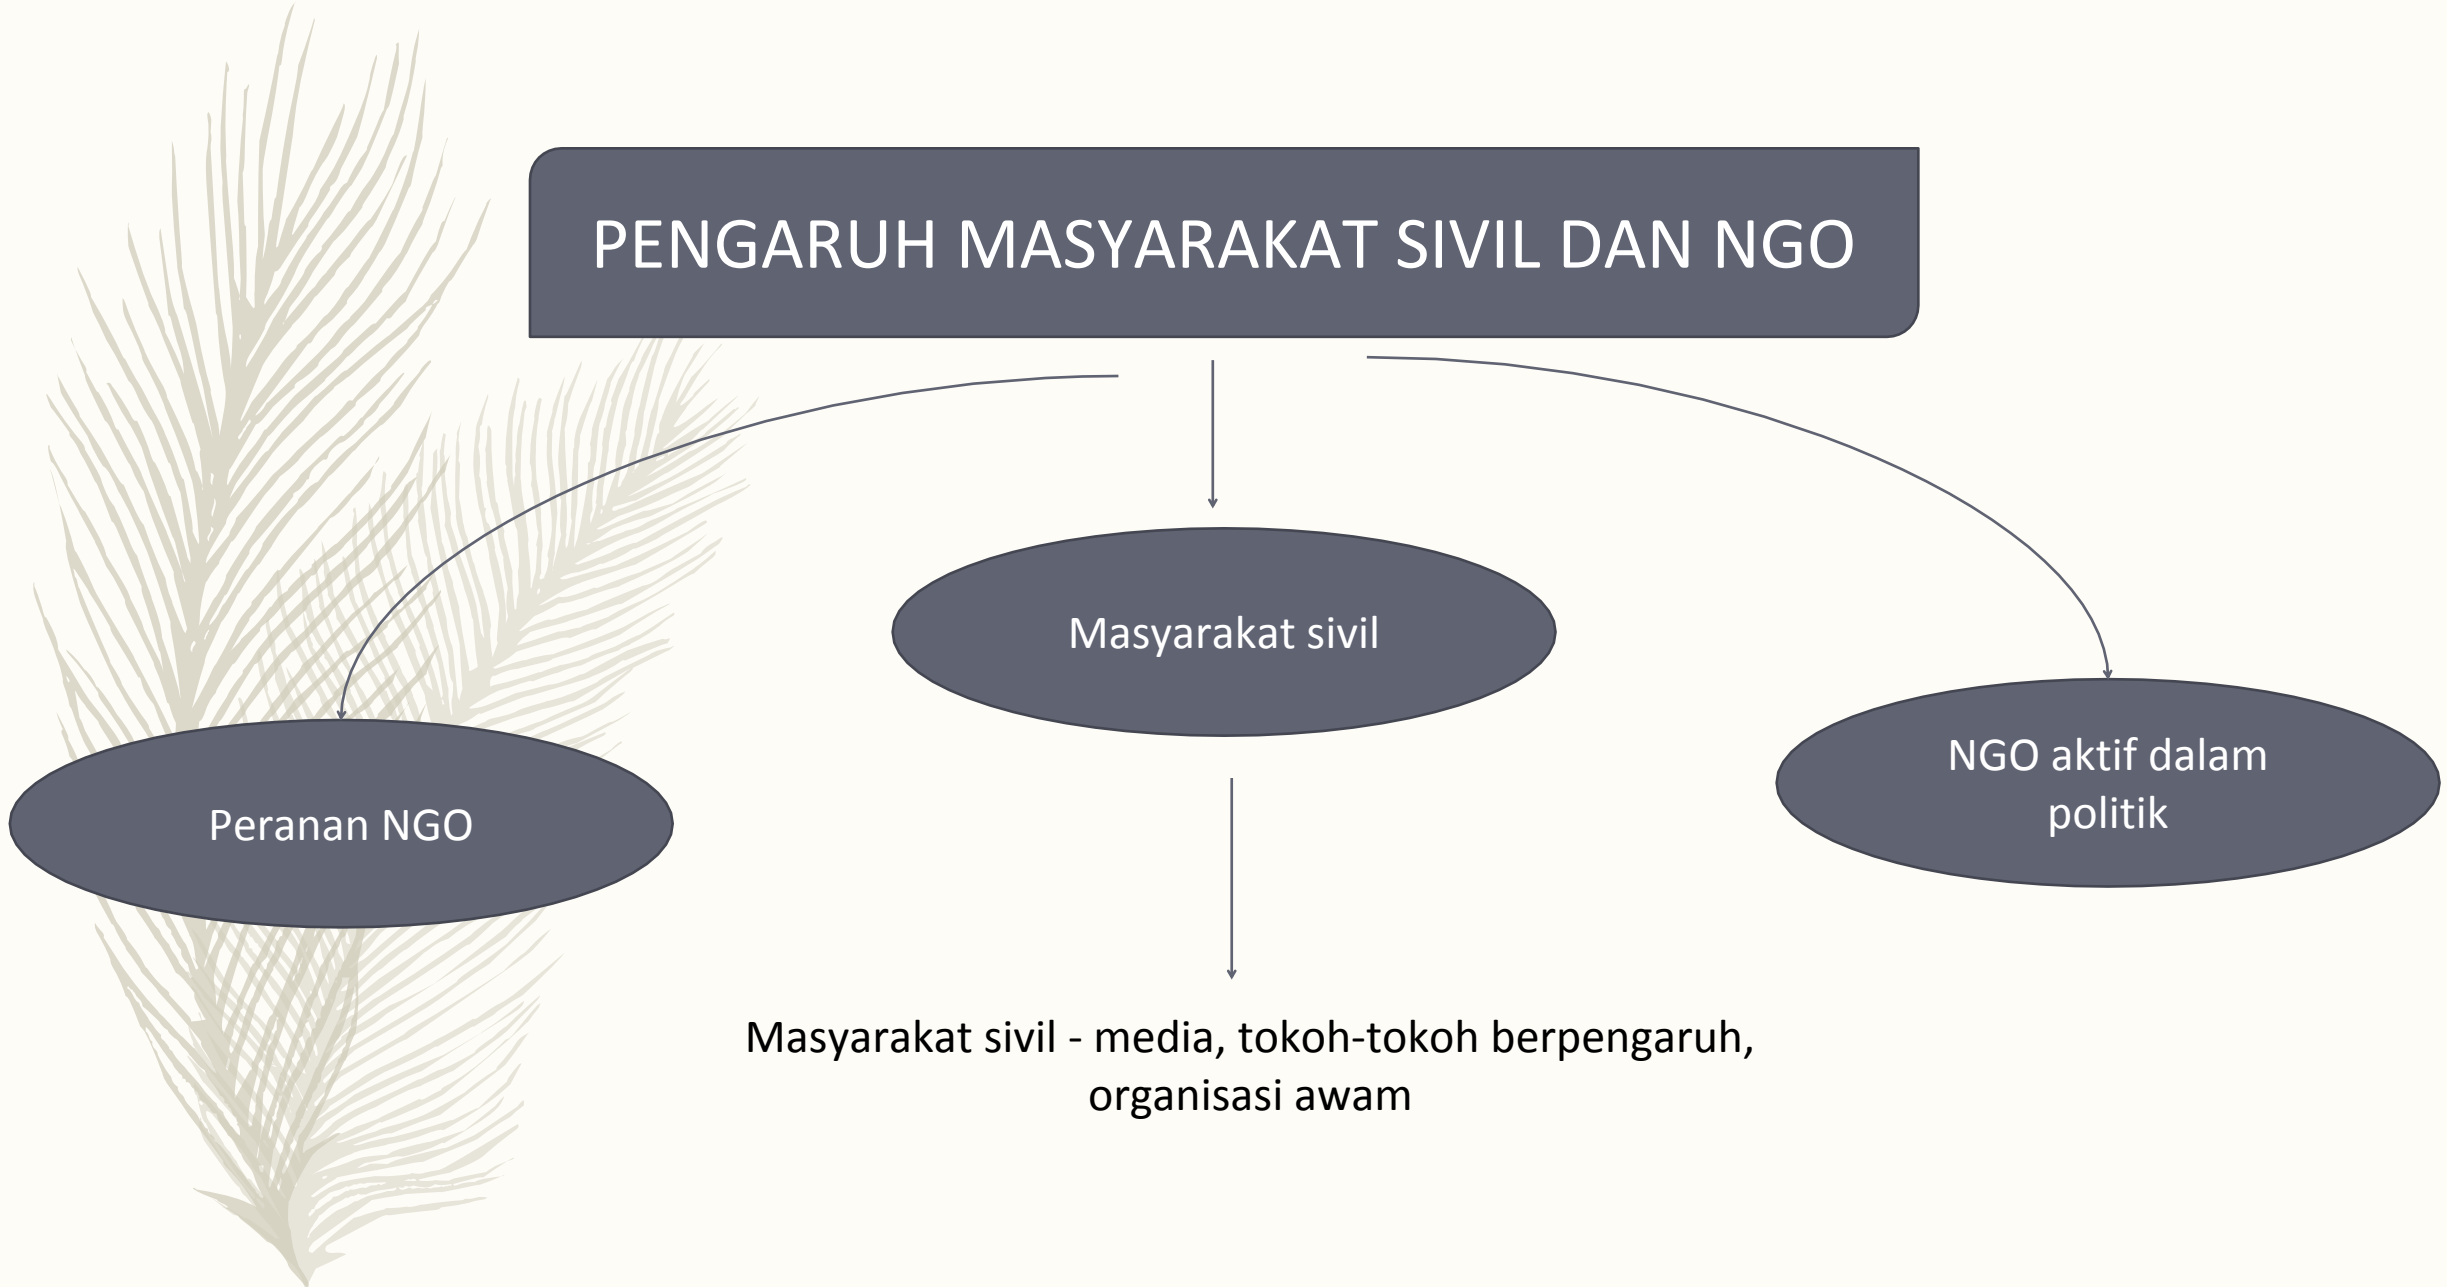 PENGARUH MASYARAKAT SIVIL DAN NGO
Masyarakat sivil
NGO aktif dalam
politik
Peranan NGO
Masyarakat sivil - media, tokoh-tokoh berpengaruh,
organisasi awam